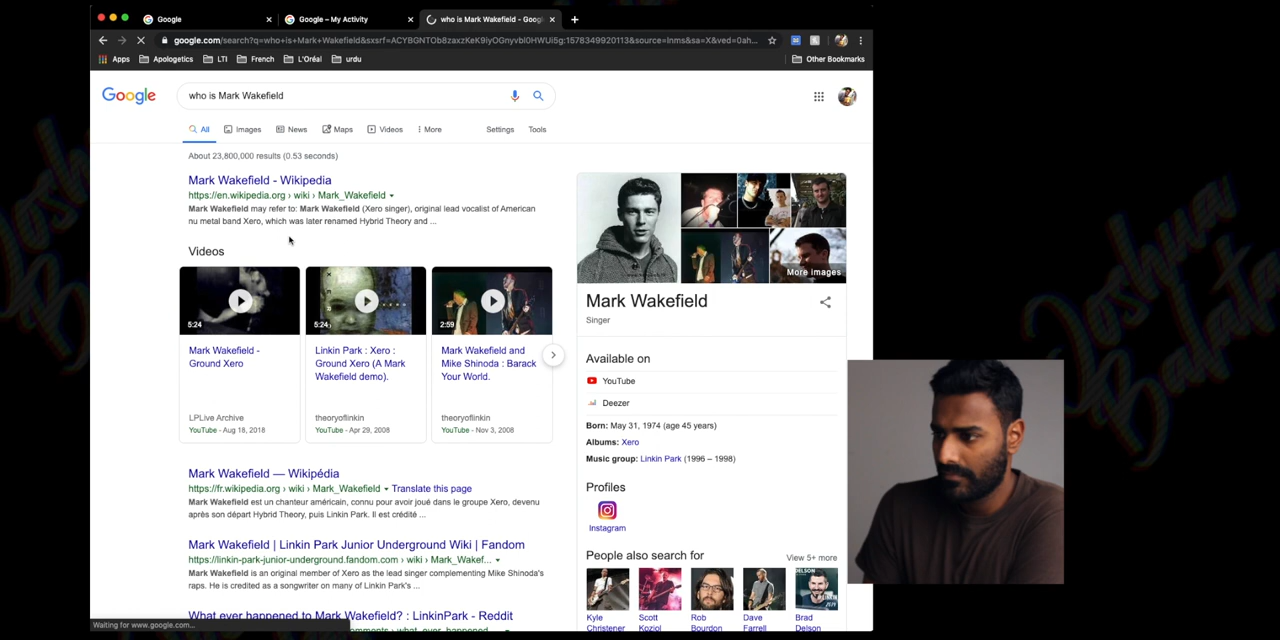 Google
Google – My Activity
who is Mark Wakefield - Goog
google.com/search?q=who+is+Mark+Wakefield&sxsrf=ACYBGNTOb8zaxzKeK9iyOGnyvbl0HWUi5g:1578349920113&source=lnms&sa=X&ved=0ah...
Apps
Apologetics
LTI
French
L'Oréal
urdu
Other Bookmarks
Google
who is Mark Wakefield
All
Images
News
Maps
Videos
More
Settings
Tools
About 23,800,000 results (0.53 seconds)
Mark Wakefield - Wikipedia
https://en.wikipedia.org › wiki › Mark_Wakefield
Mark Wakefield may refer to: Mark Wakefield (Xero singer), original lead vocalist of American
nu metal band Xero, which was later renamed Hybrid Theory and ...
Videos
5:24
5:24
2:59
Mark Wakefield -
Ground Xero
LPLive Archive
YouTube - Aug 18, 2018
Linkin Park : Xero :
Ground Xero (A Mark
Wakefield demo).
theoryoflinkin
YouTube - Apr 29, 2008
Mark Wakefield and
Mike Shinoda : Barack
Your World.
theoryoflinkin
YouTube - Nov 3, 2008
Mark Wakefield — Wikipédia
https://fr.wikipedia.org › wiki › Mark_Wakefield
Translate this page
Mark Wakefield est un chanteur américain, connu pour avoir joué dans le groupe Xero, devenu
après son départ Hybrid Theory, puis Linkin Park. Il est crédité ...
Mark Wakefield | Linkin Park Junior Underground Wiki | Fandom
https://linkin-park-junior-underground.fandom.com › wiki › Mark_Wakef...
Mark Wakefield is an original member of Xero as the lead singer complementing Mike Shinoda's
raps. He is credited as a songwriter on many of Linkin Park's ...
What ever happened to Mark Wakefield? : LinkinPark - Reddit
Waiting for www.google.com...
More images
Mark Wakefield
Singer
Available on
YouTube
Deezer
Born: May 31, 1974 (age 45 years)
Albums: Xero
Music group: Linkin Park (1996 – 1998)
Profiles
Instagram
People also search for
View 5+ more
Kyle
Christener
Scott
Koziol
Rob
Bourdon
Dave
Farrell
Brad
Delson